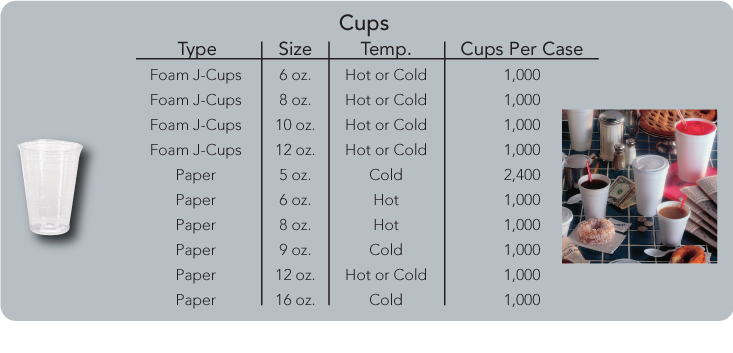 Cups
Type Size Temp. Cups Per Case
Foam J-Cups 6 oz. Hot or Cold 1,000
Foam J-Cups 8 oz. Hot or Cold 1,000
Foam J-Cups 10 oz. Hot or Cold 1,000
Foam J-Cups 12 oz. Hot or Cold 1,000
Paper 5 oz. Cold 2,400
Paper 6 oz. Hot 1,000
Paper 8 oz. Hot 1,000
Paper 9 oz. Cold 1,000
Paper 12 oz. Hot or Cold 1,000
Paper 16 oz. Cold 1,000